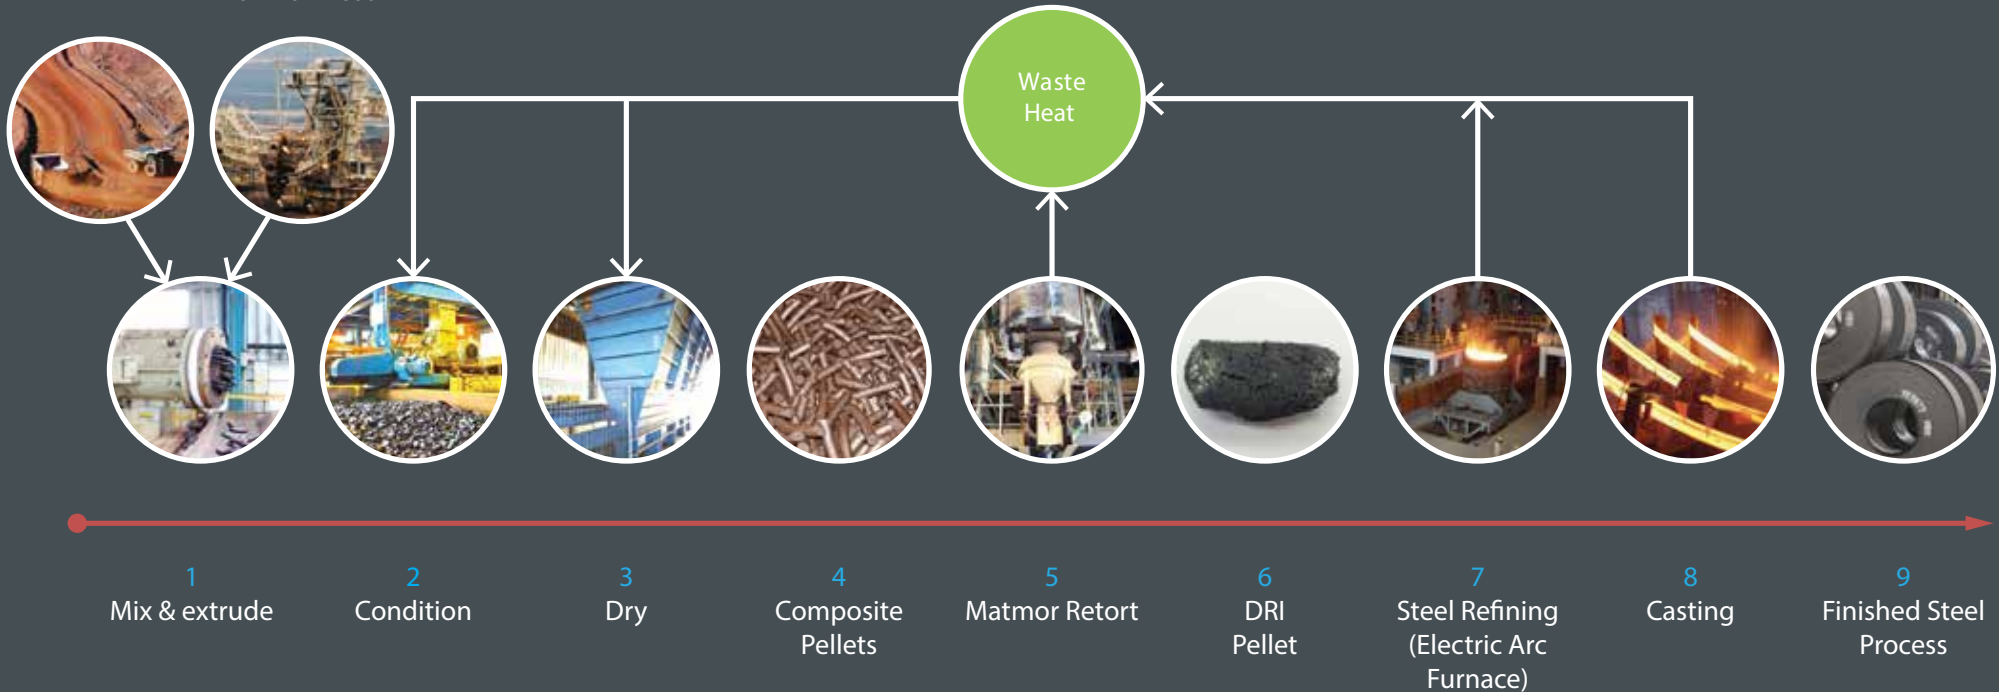 Waste
Heat
1
Mix & extrude
2
Condition
3
Dry
4
Composite
Pellets
5
Matmor Retort
6
DRI
Pellet
7
Steel Refining
(Electric Arc
Furnace)
8
Casting
9
Finished Steel
Process